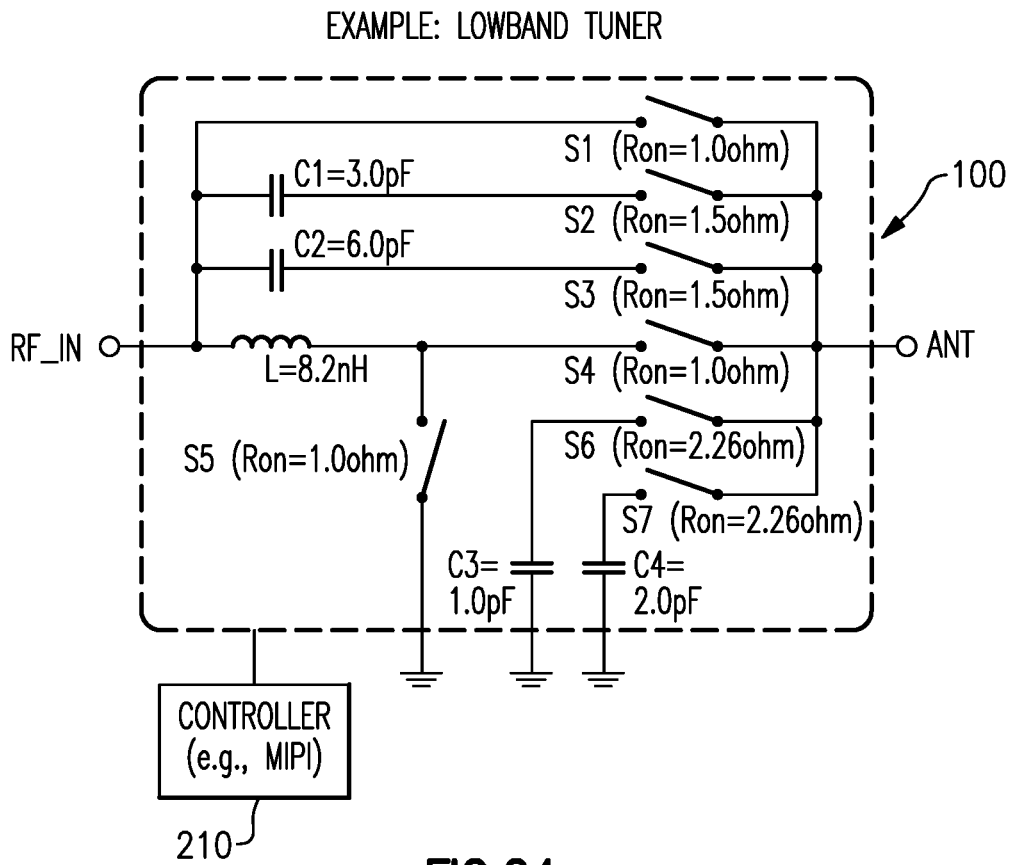 EXAMPLE: LOWBAND TUNER
S1 (Ron=1.0ohm)
C1=3.0pF
100
S2 (Ron=1.5ohm)
C2=6.0pF
S3 (Ron=1.5ohm)
RF_IN
ANT
L=8.2nH
S4 (Ron=1.0ohm)
S5 (Ron=1.0ohm)
S6 (Ron=2.26ohm)
S7 (Ron=2.26ohm)
C3=
1.0pF
C4=
2.0pF
CONTROLLER
(e.g., MIPI)
210